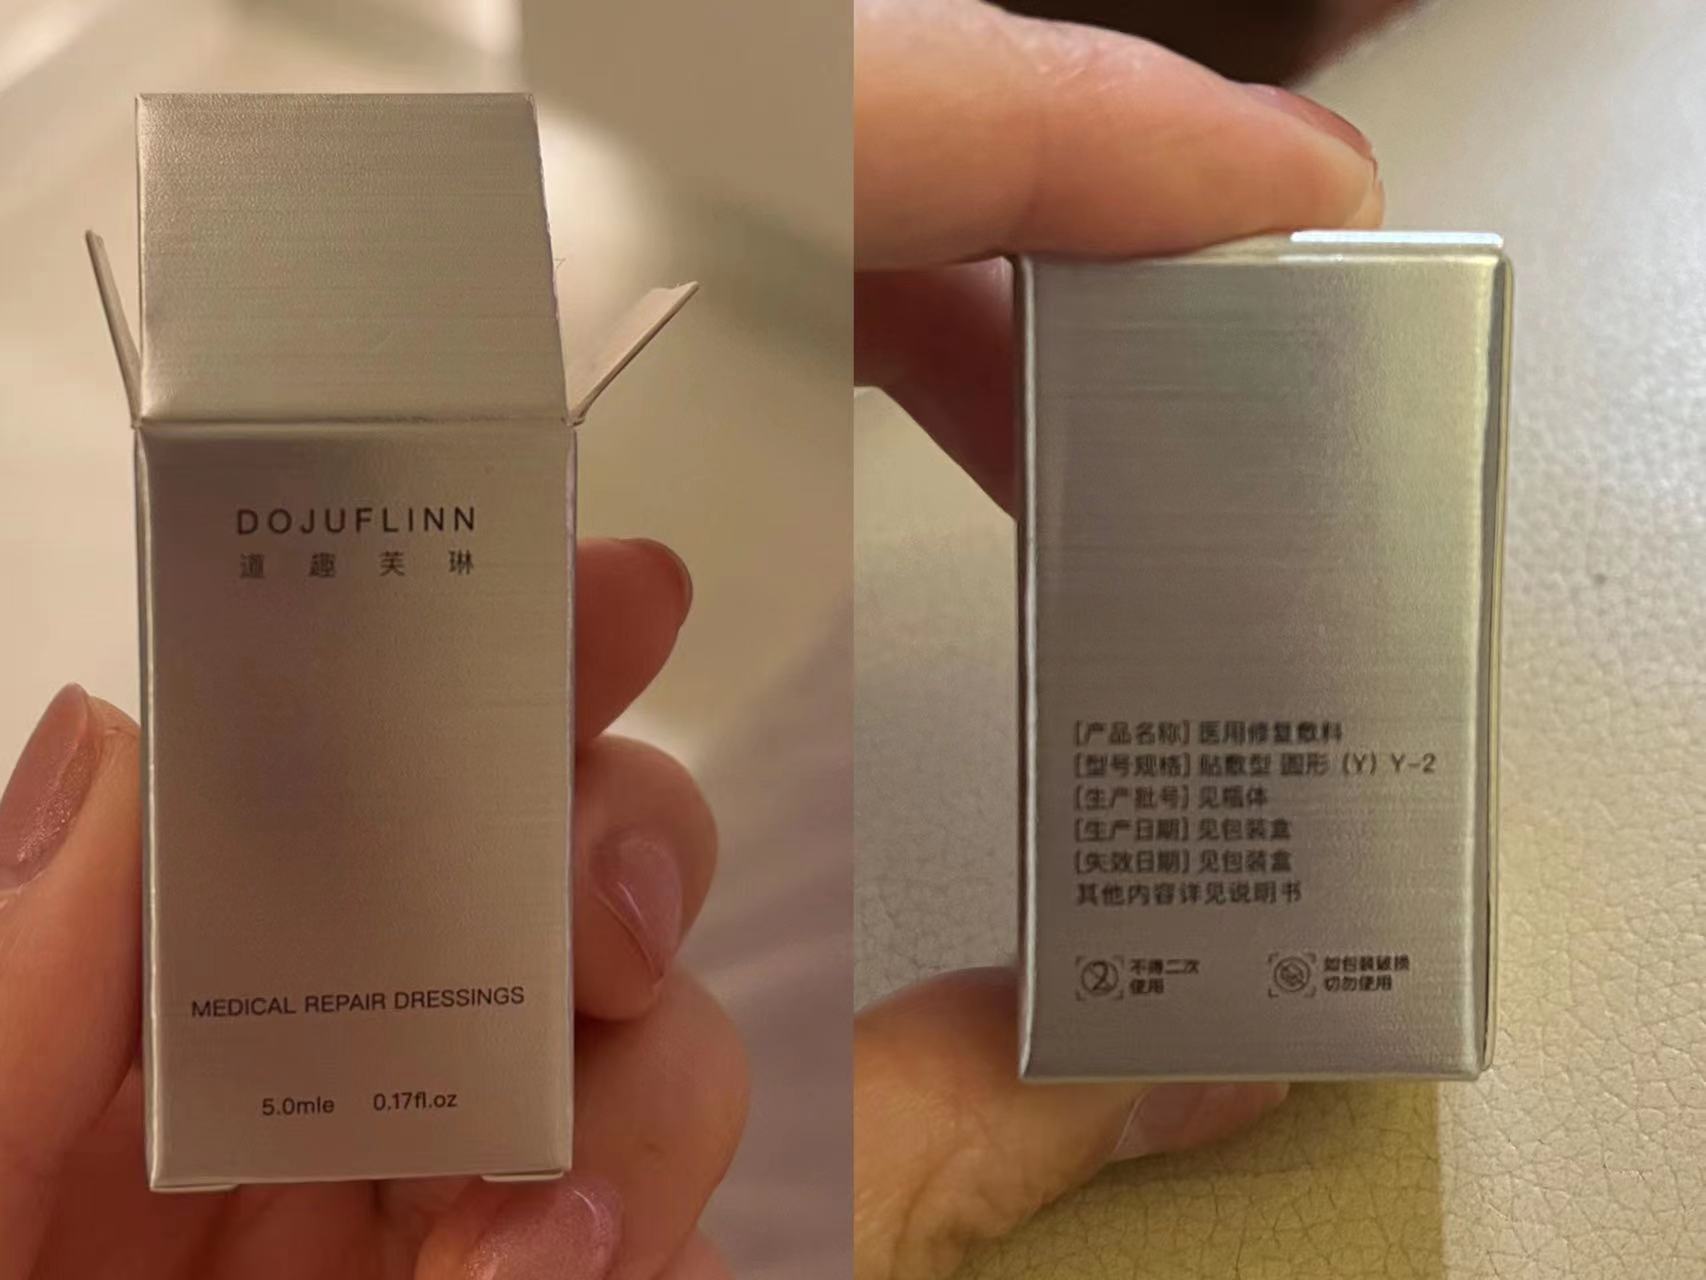 DOJUFLINN
道趣芙琳
MEDICAL REPAIR DRESSINGS
5.0mle 0.17fl.oz
[产品名称] 医用修复敷料
[型号规格] 贴敷型 圆形 (Y) Y-2
[生产批号] 见瓶体
[生产日期] 见包装盒
[失效日期] 见包装盒
其他内容详见说明书
2 不得二次
使用
如包装破损
切勿使用